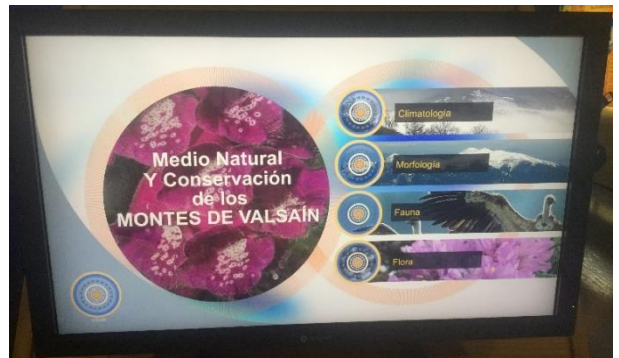 Medio Natural
Y Conservación
de los
MONTES DE VALSAÍN
Climatología
Morfología
Fauna
Flora